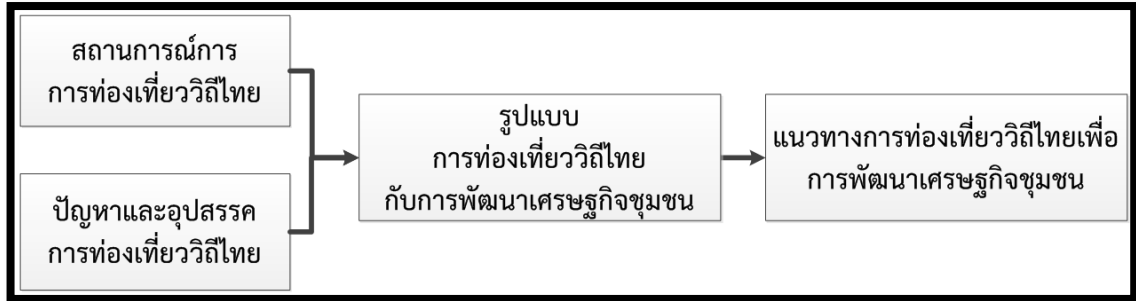 สถานการณ์การ
การท่องเที่ยววิถีไทย
ปัญหาและอุปสรรค
การท่องเที่ยววิถีไทย
รูปแบบ
การท่องเที่ยววิถีไทย
กับการพัฒนาเศรษฐกิจชุมชน
แนวทางการท่องเที่ยววิถีไทยเพื่อ
การพัฒนาเศรษฐกิจชุมชน